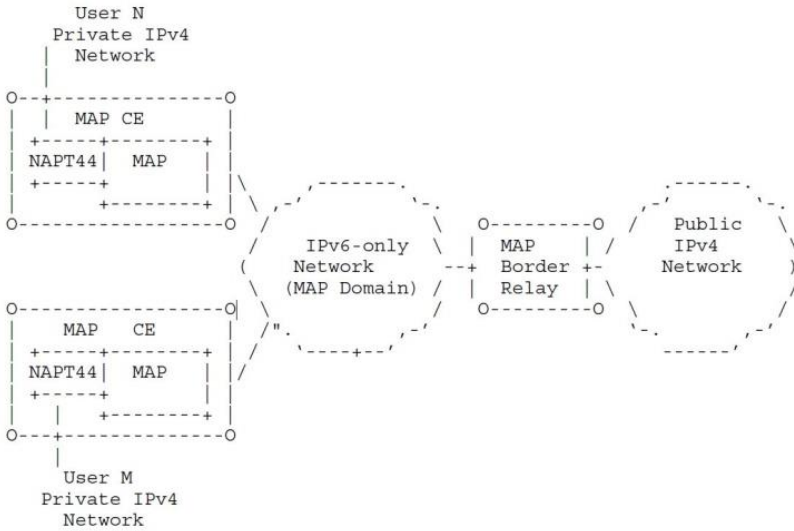 User N
Private IPv4
Network
MAP CE
NAPT44
MAP
IPv6-only
Network
(MAP Domain)
MAP
Border
Relay
Public
IPv4
Network
MAP CE
NAPT44
MAP
User M
Private IPv4
Network